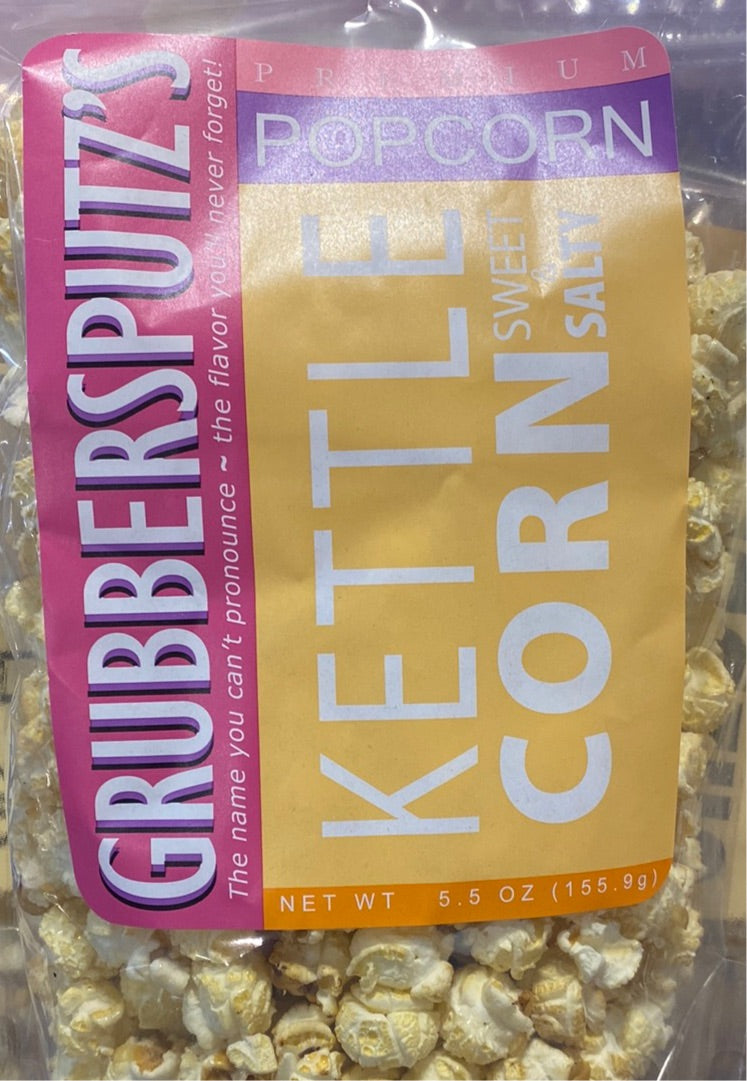 GRUBBERSPUTZ'S
The name you can't pronounce ~ the flavor you'll never forget!
PREMIUM
POPCORN
KETTLE
CORN
SWEET
&
SALTY
NET WT 5.5 OZ (155.9g)